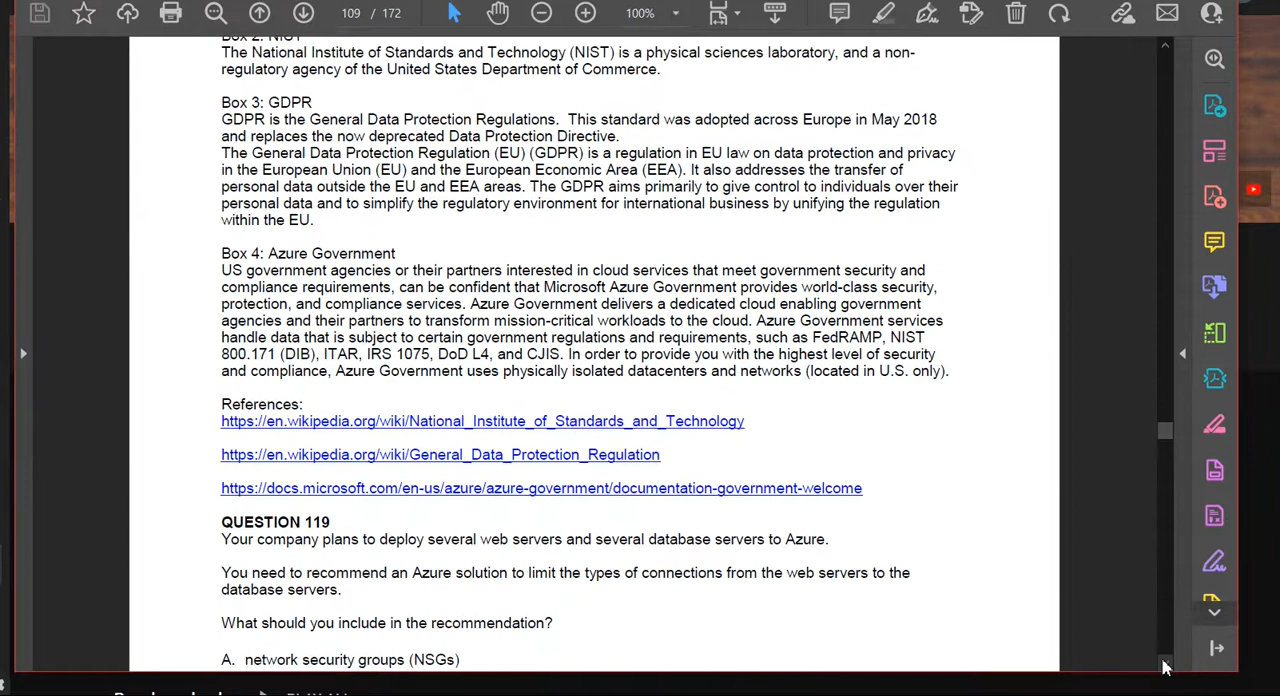 109 / 172
100%
Box 2: NIST
The National Institute of Standards and Technology (NIST) is a physical sciences laboratory, and a non-
regulatory agency of the United States Department of Commerce.
Box 3: GDPR
GDPR is the General Data Protection Regulations.  This standard was adopted across Europe in May 2018
and replaces the now deprecated Data Protection Directive.
The General Data Protection Regulation (EU) (GDPR) is a regulation in EU law on data protection and privacy
in the European Union (EU) and the European Economic Area (EEA). It also addresses the transfer of
personal data outside the EU and EEA areas. The GDPR aims primarily to give control to individuals over their
personal data and to simplify the regulatory environment for international business by unifying the regulation
within the EU.
Box 4: Azure Government
US government agencies or their partners interested in cloud services that meet government security and
compliance requirements, can be confident that Microsoft Azure Government provides world-class security,
protection, and compliance services. Azure Government delivers a dedicated cloud enabling government
agencies and their partners to transform mission-critical workloads to the cloud. Azure Government services
handle data that is subject to certain government regulations and requirements, such as FedRAMP, NIST
800.171 (DIB), ITAR, IRS 1075, DoD L4, and CJIS. In order to provide you with the highest level of security
and compliance, Azure Government uses physically isolated datacenters and networks (located in U.S. only).
References:
https://en.wikipedia.org/wiki/National_Institute_of_Standards_and_Technology
https://en.wikipedia.org/wiki/General_Data_Protection_Regulation
https://docs.microsoft.com/en-us/azure/azure-government/documentation-government-welcome
QUESTION 119
Your company plans to deploy several web servers and several database servers to Azure.
You need to recommend an Azure solution to limit the types of connections from the web servers to the
database servers.
What should you include in the recommendation?
A. network security groups (NSGs)